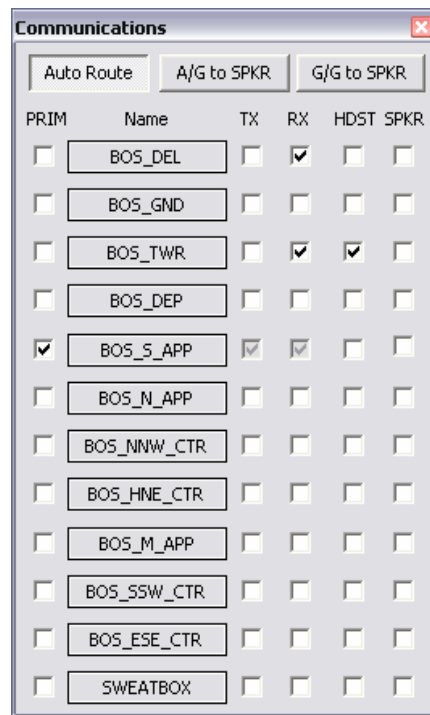 Communications
Auto Route A/G to SPKR G/G to SPKR
PRIM Name TX RX HDST SPKR
BOS_DEL
BOS_GND
BOS_TWR
BOS_DEP
BOS_S_APP
BOS_N_APP
BOS_NNW_CTR
BOS_HNE_CTR
BOS_M_APP
BOS_SSW_CTR
BOS_ESE_CTR
SWEATBOX